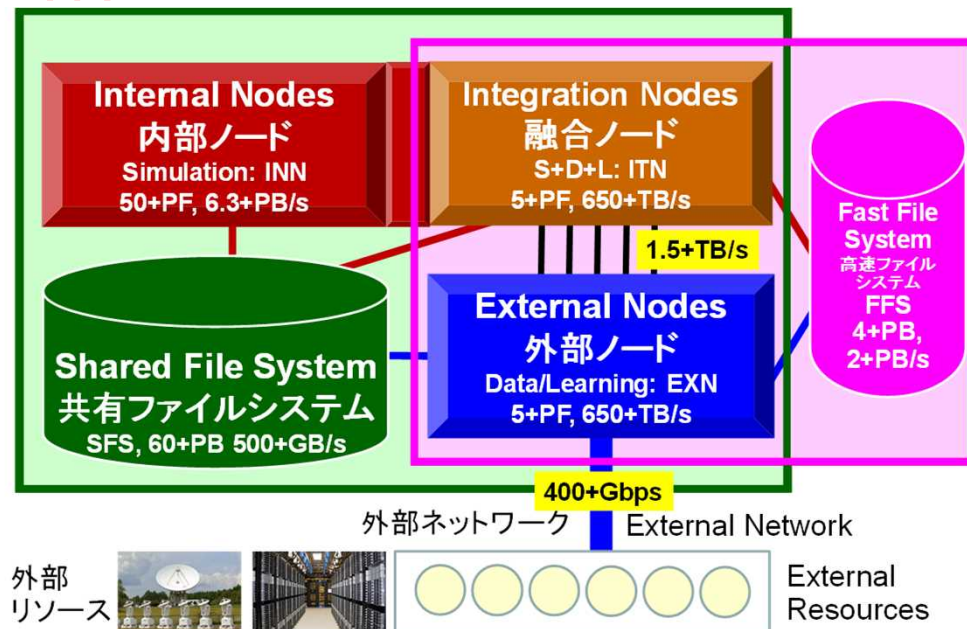 Internal Nodes
内部ノード
Simulation: INN
50+PF, 6.3+PB/s
Integration Nodes
融合ノード
S+D+L: ITN
5+PF, 650+TB/s
1.5+TB/s
Fast File
System
高速ファイル
システム
FFS
4+PB,
2+PB/s
Shared File System
共有ファイルシステム
SFS, 60+PB 500+GB/s
External Nodes
外部ノード
Data/Learning: EXN
5+PF, 650+TB/s
400+Gbps
外部ネットワーク External Network
外部
リソース
External
Resources